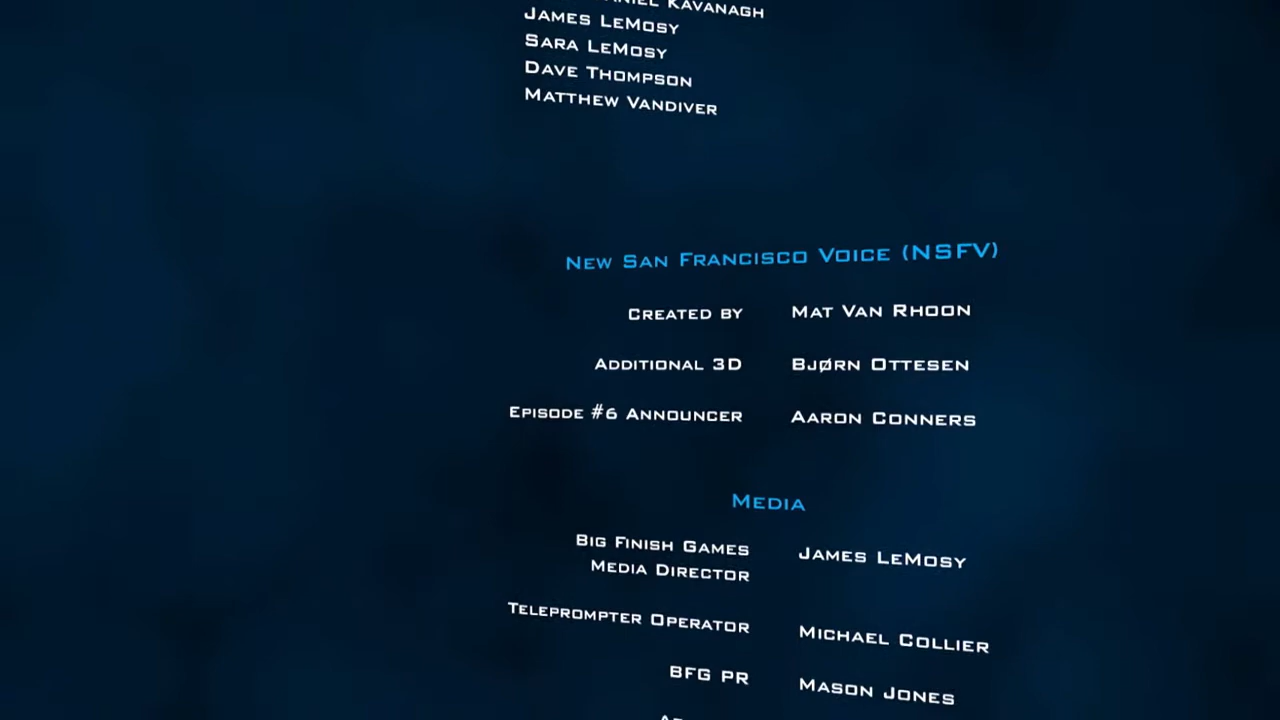 Kavanagh
James LeMosy
Sara LeMosy
Dave Thompson
Matthew Vandiver
New San Francisco Voice (NSFV)
Created by Mat Van Rhoon
Additional 3D Bjørn Ottesen
Episode #6 Announcer Aaron Conners
Media
Big Finish Games James LeMosy
Media Director
Teleprompter Operator Michael Collier
BFG PR Mason Jones